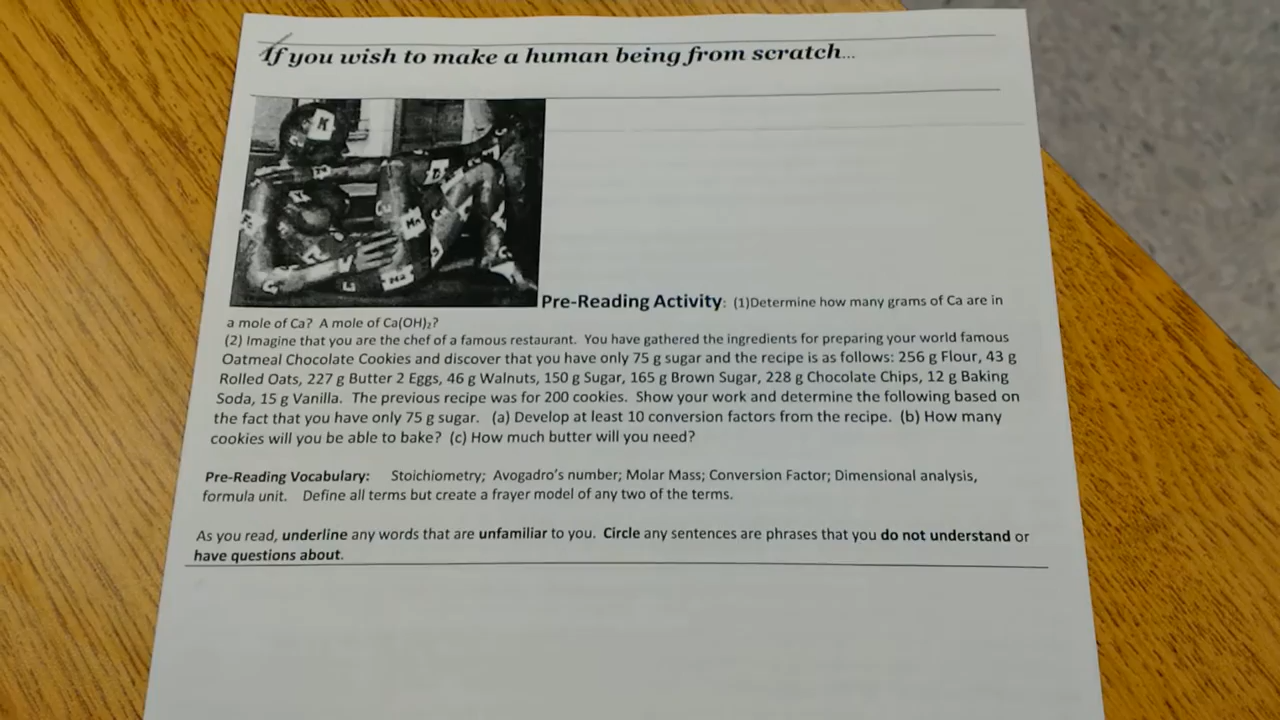 If you wish to make a human being from scratch...
K
Pre-Reading Activity: (1)Determine how many grams of Ca are in
a mole of Ca? A mole of Ca(OH)₂?
(2) Imagine that you are the chef of a famous restaurant. You have gathered the ingredients for preparing your world famous
Oatmeal Chocolate Cookies and discover that you have only 75 g sugar and the recipe is as follows: 256 g Flour, 43 g
Rolled Oats, 227 g Butter 2 Eggs, 46 g Walnuts, 150 g Sugar, 165 g Brown Sugar, 228 g Chocolate Chips, 12 g Baking
Soda, 15 g Vanilla. The previous recipe was for 200 cookies. Show your work and determine the following based on
the fact that you have only 75 g sugar. (a) Develop at least 10 conversion factors from the recipe. (b) How many
cookies will you be able to bake? (c) How much butter will you need?
Pre-Reading Vocabulary: Stoichiometry; Avogadro's number; Molar Mass; Conversion Factor; Dimensional analysis,
formula unit. Define all terms but create a frayer model of any two of the terms.
As you read, underline any words that are unfamiliar to you. Circle any sentences are phrases that you do not understand or
have questions about.